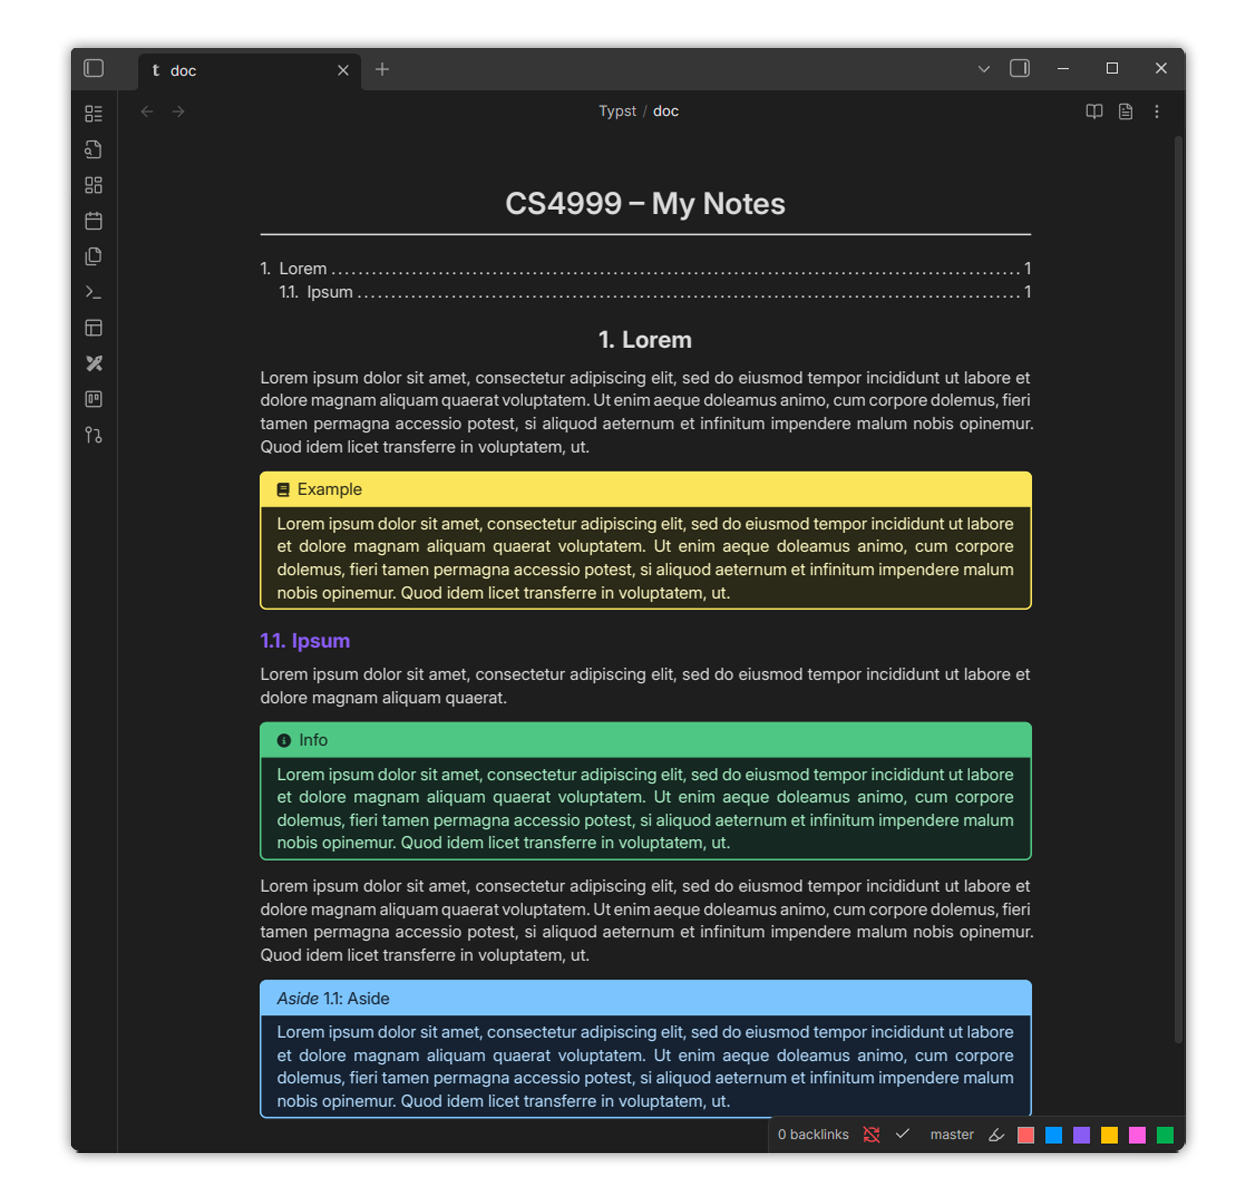 doc
Typst / doc
CS4999 – My Notes
1. Lorem ........................................ 1
1.1. Ipsum ........................................ 1
1. Lorem
Lorem ipsum dolor sit amet, consectetur adipiscing elit, sed do eiusmod tempor incididunt ut labore et
dolore magnam aliquam quaerat voluptatem. Ut enim aeque doleamus animo, cum corpore dolemus, fieri
tamen permagna accessio potest, si aliquod aeternum et infinitum impendere malum nobis opinemur.
Quod idem licet transferre in voluptatem, ut.
Example
Lorem ipsum dolor sit amet, consectetur adipiscing elit, sed do eiusmod tempor incididunt ut labore
et dolore magnam aliquam quaerat voluptatem. Ut enim aeque doleamus animo, cum corpore
dolemus, fieri tamen permagna accessio potest, si aliquod aeternum et infinitum impendere malum
nobis opinemur. Quod idem licet transferre in voluptatem, ut.
1.1. Ipsum
Lorem ipsum dolor sit amet, consectetur adipiscing elit, sed do eiusmod tempor incididunt ut labore et
dolore magnam aliquam quaerat.
Info
Lorem ipsum dolor sit amet, consectetur adipiscing elit, sed do eiusmod tempor incididunt ut labore
et dolore magnam aliquam quaerat voluptatem. Ut enim aeque doleamus animo, cum corpore
dolemus, fieri tamen permagna accessio potest, si aliquod aeternum et infinitum impendere malum
nobis opinemur. Quod idem licet transferre in voluptatem, ut.
Lorem ipsum dolor sit amet, consectetur adipiscing elit, sed do eiusmod tempor incididunt ut labore et
dolore magnam aliquam quaerat voluptatem. Ut enim aeque doleamus animo, cum corpore dolemus, fieri
tamen permagna accessio potest, si aliquod aeternum et infinitum impendere malum nobis opinemur.
Quod idem licet transferre in voluptatem, ut.
Aside 1.1: Aside
Lorem ipsum dolor sit amet, consectetur adipiscing elit, sed do eiusmod tempor incididunt ut labore
et dolore magnam aliquam quaerat voluptatem. Ut enim aeque doleamus animo, cum corpore
dolemus, fieri tamen permagna accessio potest, si aliquod aeternum et infinitum impendere malum
nobis opinemur. Quod idem licet transferre in voluptatem, ut.
0 backlinks master